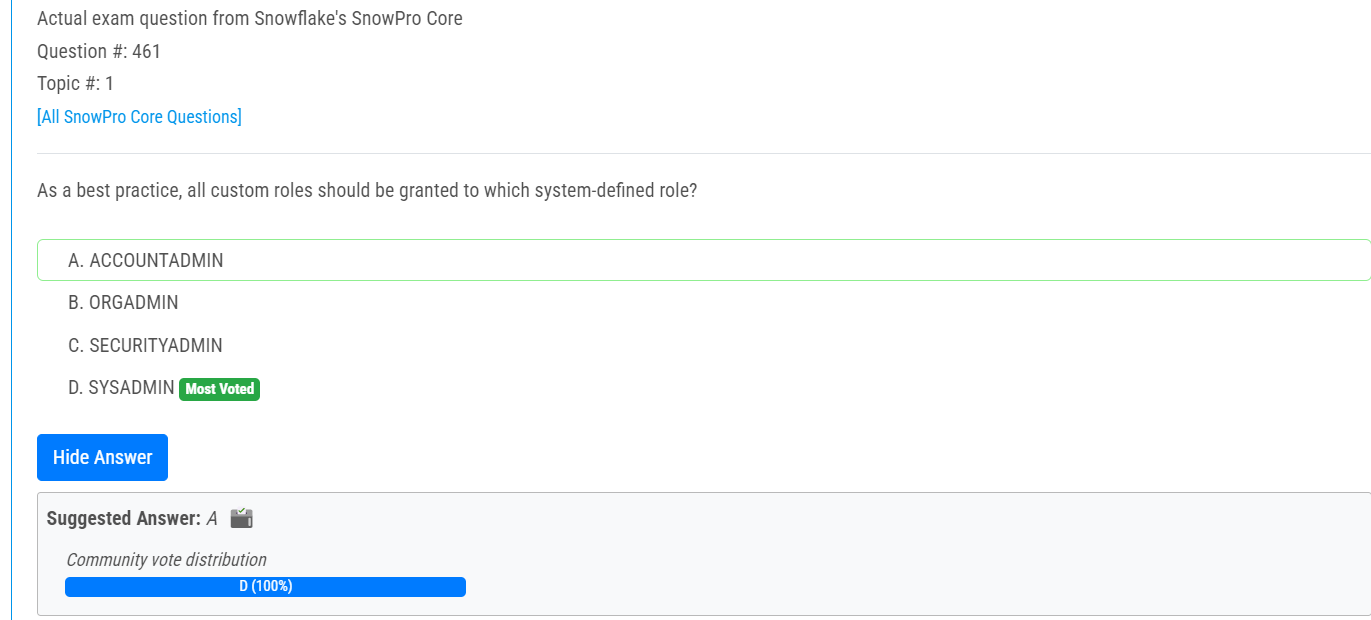 Actual exam question from Snowflake's SnowPro Core
Question #: 461
Topic #: 1
[All SnowPro Core Questions]
As a best practice, all custom roles should be granted to which system-defined role?
A. ACCOUNTADMIN
B. ORGADMIN
C. SECURITYADMIN
D. SYSADMIN Most Voted
Hide Answer
Suggested Answer: A
Community vote distribution
D (100%)